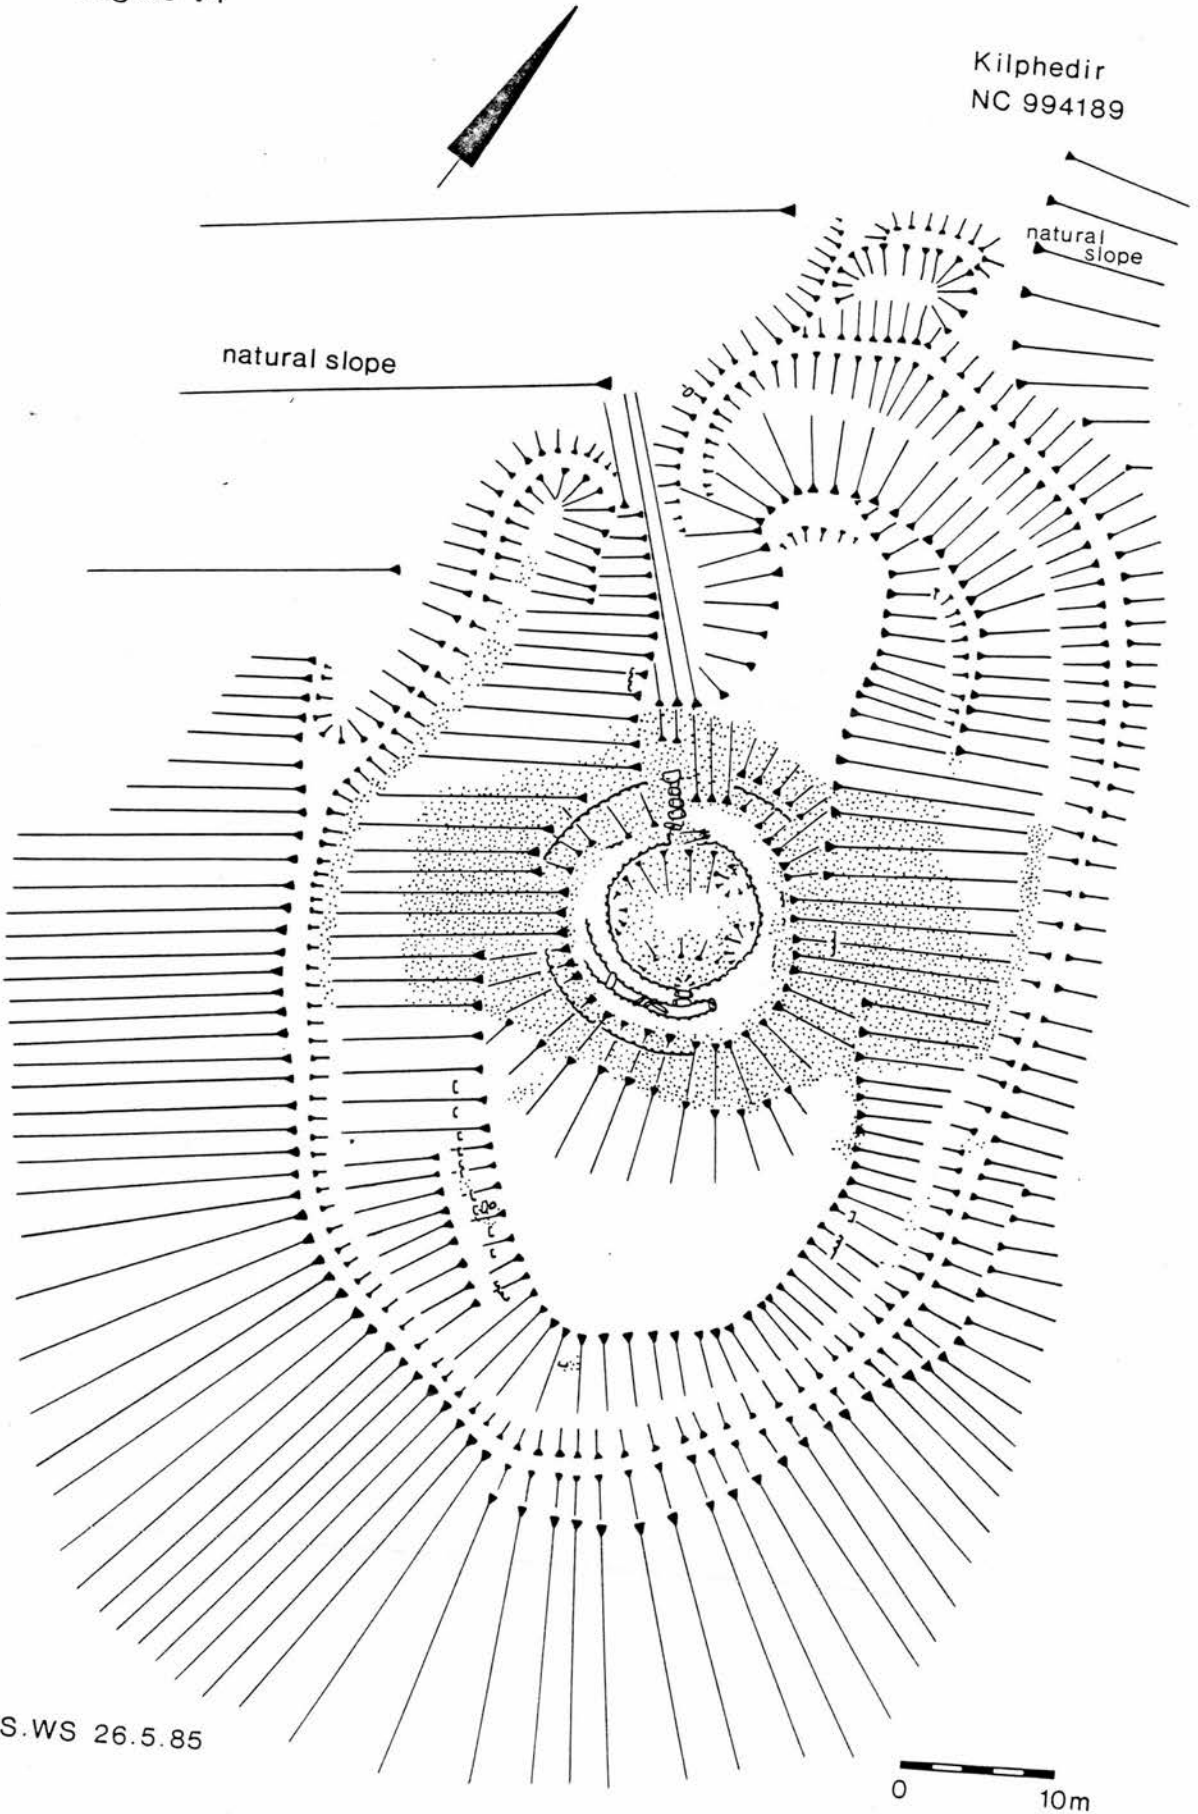 Kilphedir
NC 994189
natural
slope
natural slope
S.WS 26.5.85
0
10m